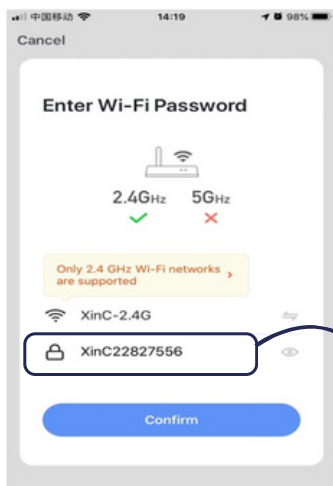 中国移动 14:19 98%
Cancel
Enter Wi-Fi Password
2.4GHz 5GHz
Only 2.4 GHz Wi-Fi networks
are supported
XinC-2.4G
XinC22827556
Confirm